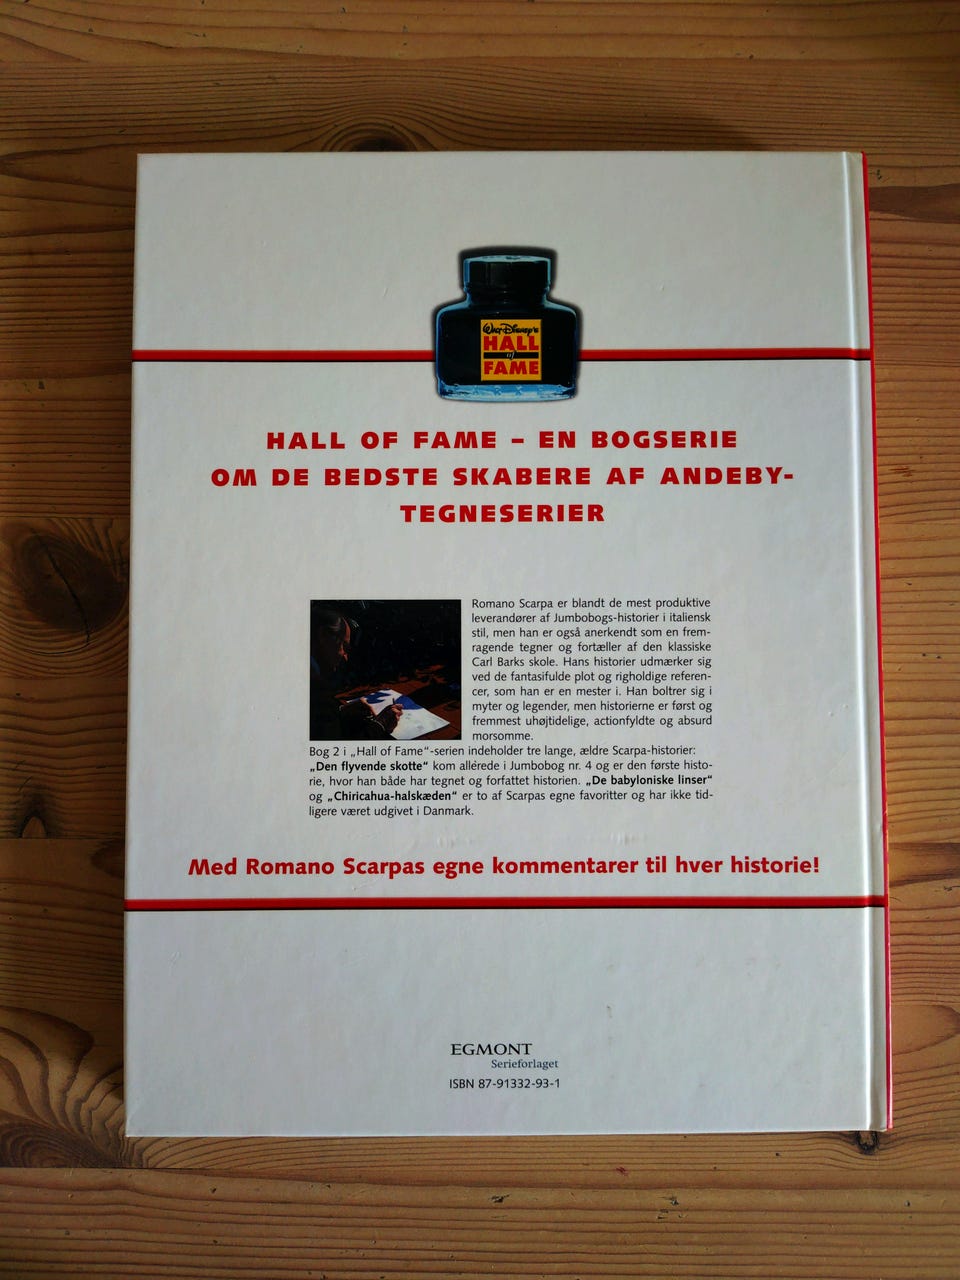 Walt Disney's
HALL
of
FAME
HALL OF FAME – EN BOGSERIE
OM DE BEDSTE SKABERE AF ANDEBY-
TEGNESERIER
Romano Scarpa er blandt de mest produktive
leverandører af Jumbobogs-historier i italiensk
stil, men han er også anerkendt som en frem-
ragende tegner og fortæller af den klassiske
Carl Barks skole. Hans historier udmærker sig
ved de fantasifulde plot og righoldige referen-
cer, som han er en mester i. Han boltrer sig i
myter og legender, men historierne er først og
fremmest uhøjtidelige, actionfyldte og absurd
morsomme.
Bog 2 i „Hall of Fame“-serien indeholder tre lange, ældre Scarpa-historier:
„Den flyvende skotte“ kom allérede i Jumbobog nr. 4 og er den første histo-
rie, hvor han både har tegnet og forfattet historien. „De babyloniske linser“
og „Chiricahua-halskæden“ er to af Scarpas egne favoritter og har ikke tid-
ligere været udgivet i Danmark.
Med Romano Scarpas egne kommentarer til hver historie!
EGMONT
Serieforlaget
ISBN 87-91332-93-1